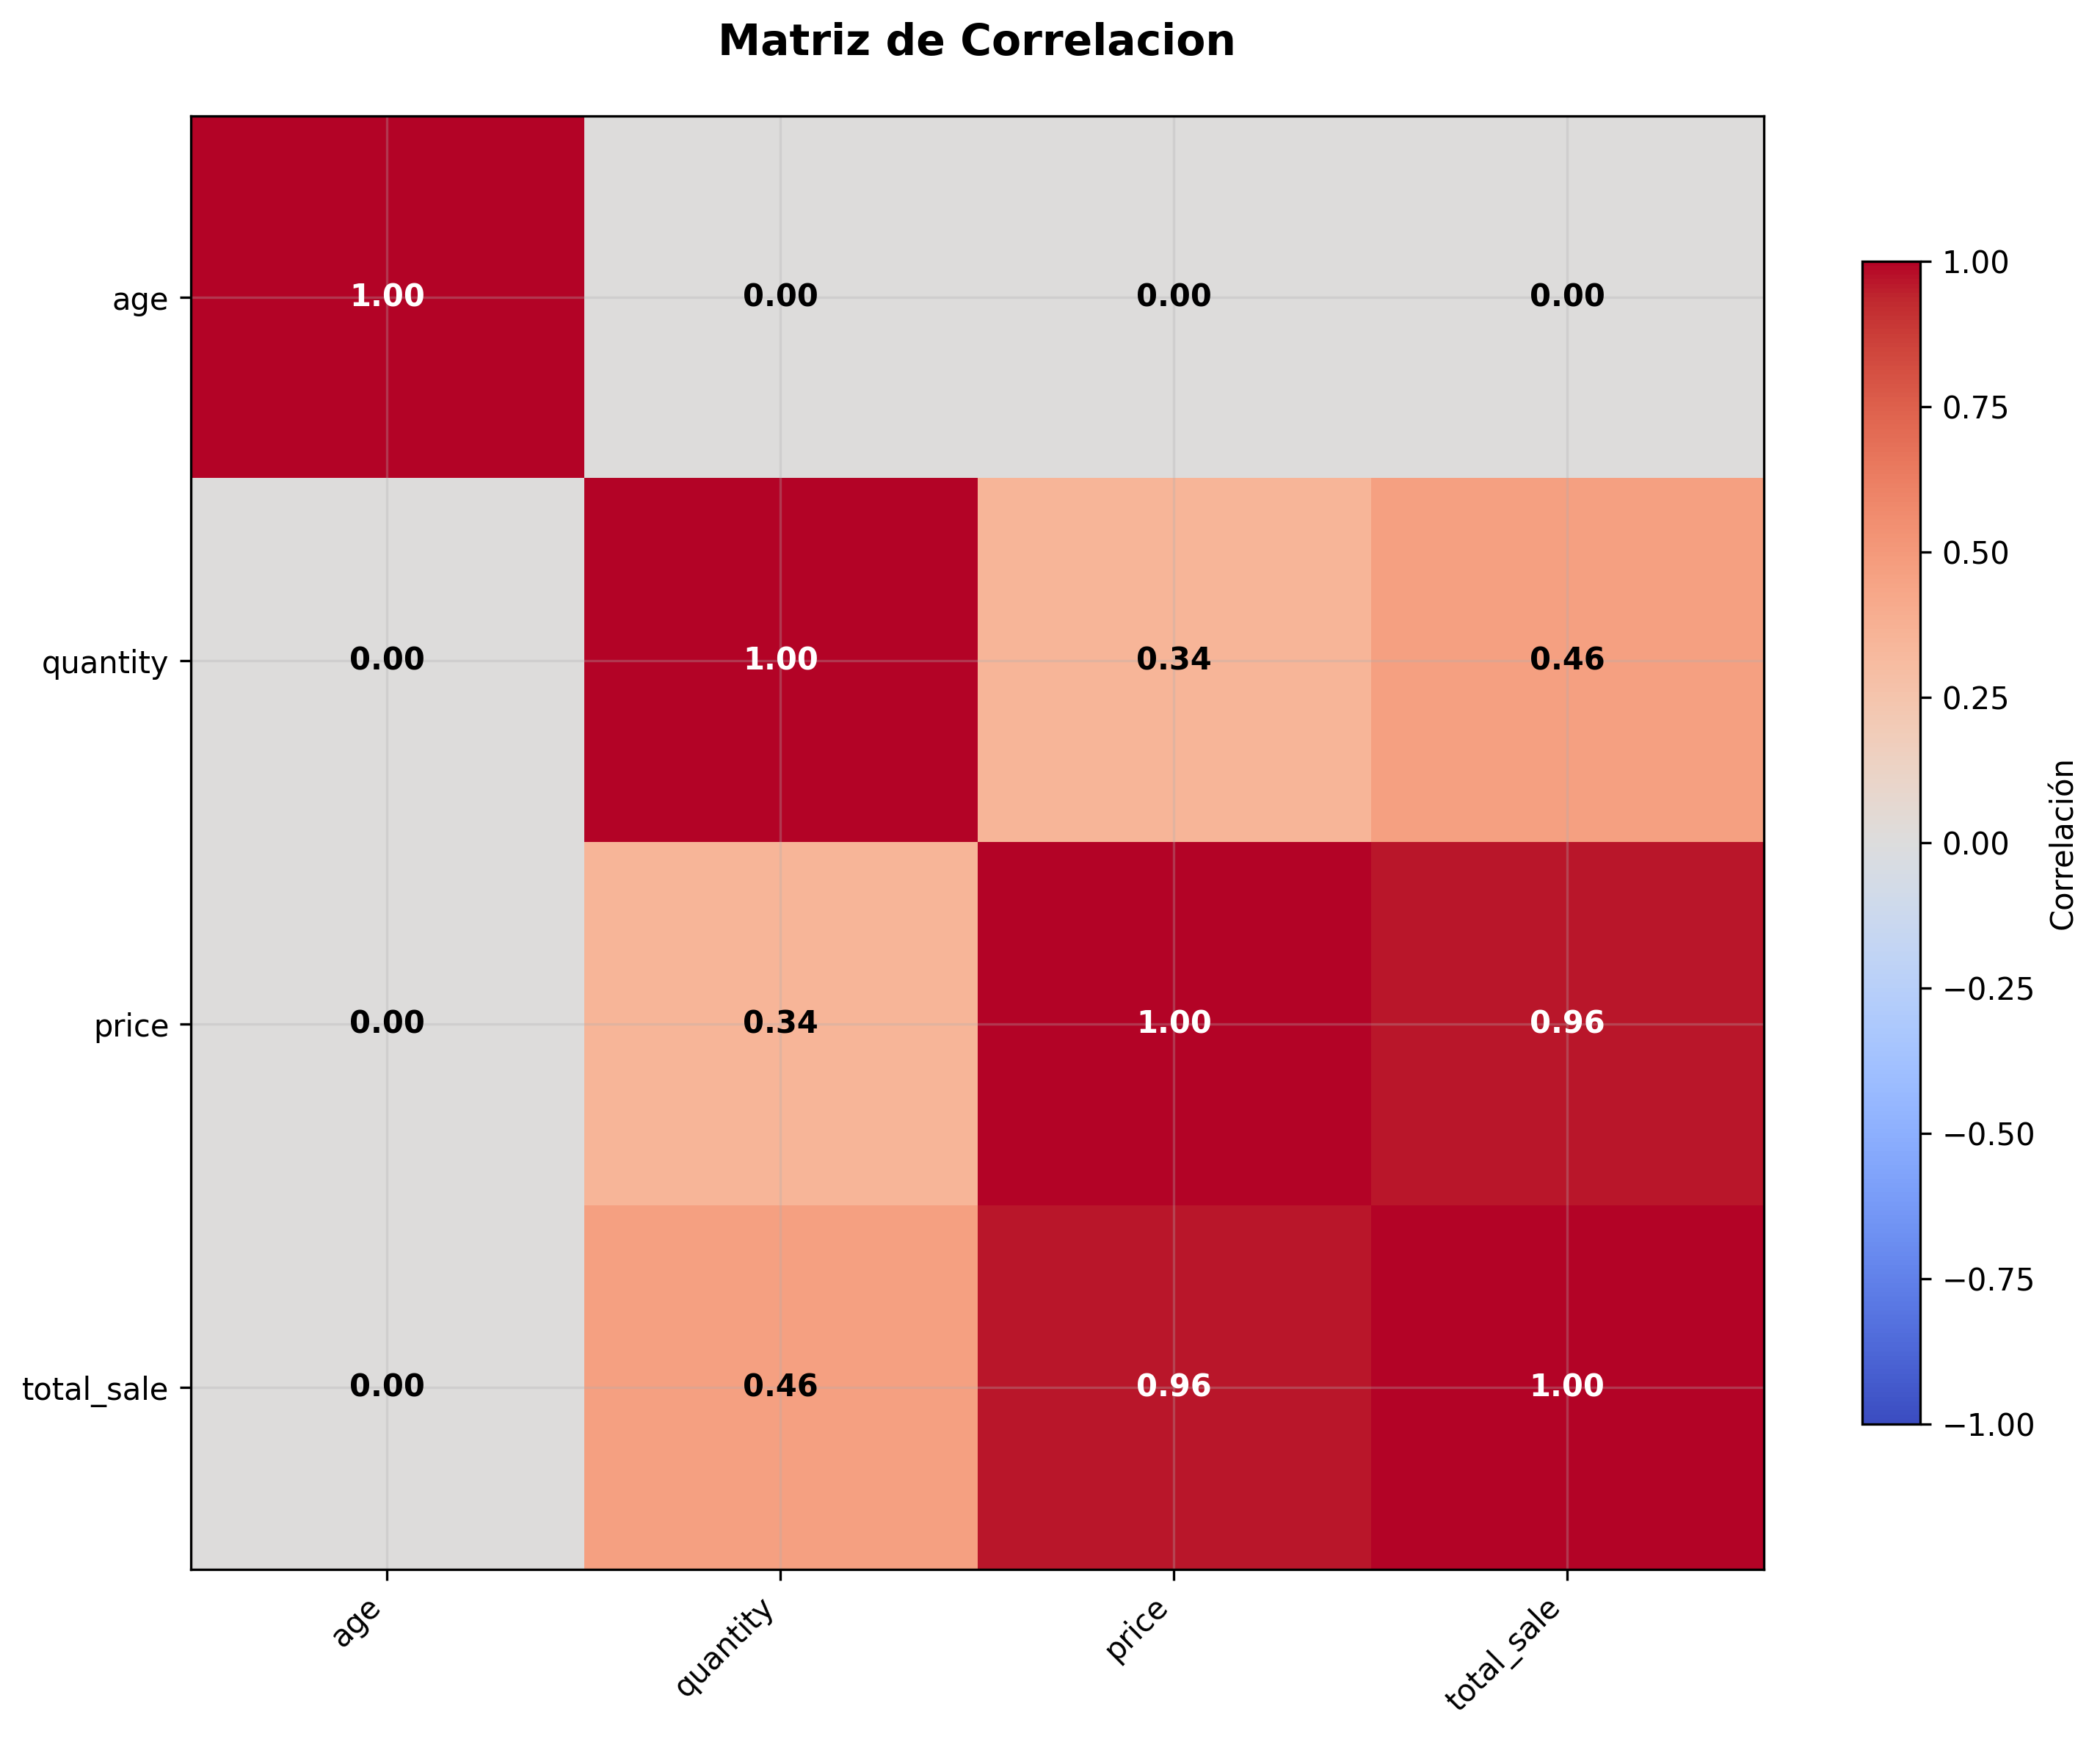 Matriz de Correlacion
age 1.00 0.00 0.00 0.00
quantity 0.00 1.00 0.34 0.46
price 0.00 0.34 1.00 0.96
total_sale 0.00 0.46 0.96 1.00
age quantity price total_sale
1.00
0.75
0.50
0.25
0.00
−0.25
−0.50
−0.75
−1.00
Correlación